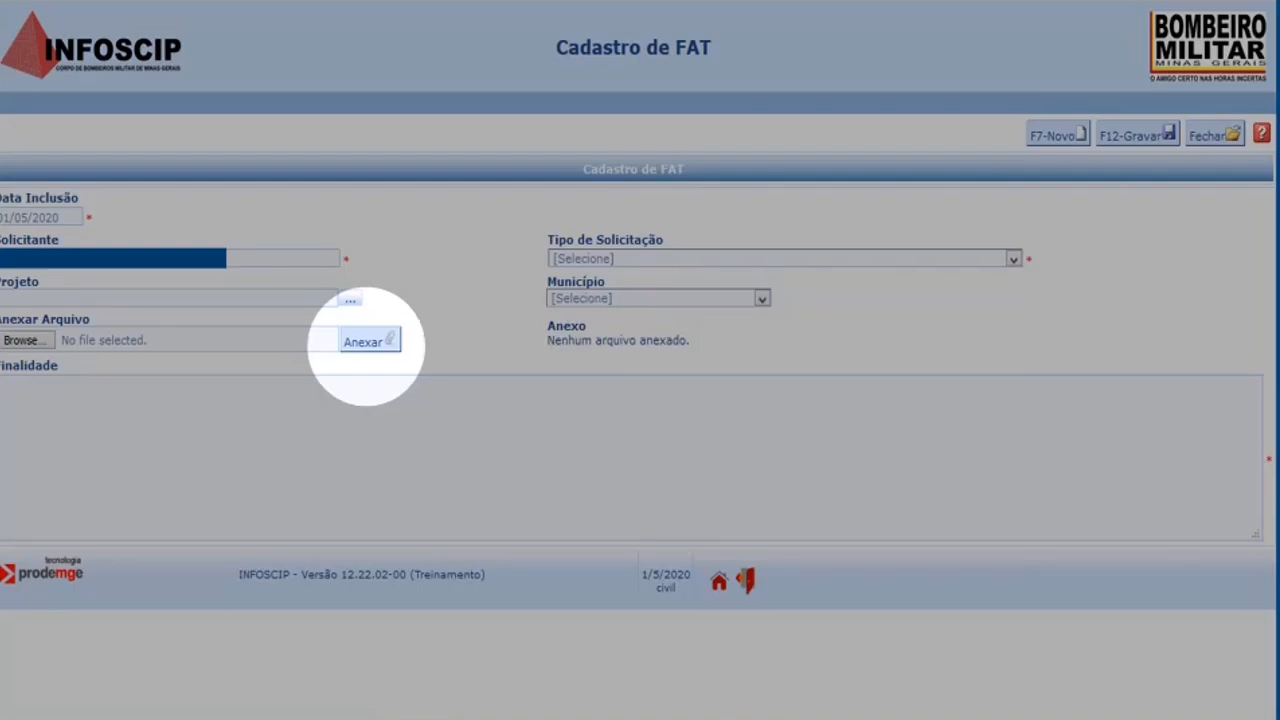 INFOSCIP
CORPO DE BOMBEIROS MILITAR DE MINAS GERAIS
Cadastro de FAT
BOMBEIRO
MILITAR
MINAS GERAIS
O AMIGO CERTO NAS HORAS INCERTAS
F7-Novo F12-Gravar Fechar ?
Cadastro de FAT
Data Inclusão
01/05/2020 *
Solicitante Tipo de Solicitação
* [Selecione] *
Projeto Município
... [Selecione]
Anexar Arquivo Anexo
Browse... No file selected. Anexar Nenhum arquivo anexado.
Finalidade
*
tecnologia
prodemge INFOSCIP - Versão 12.22.02-00 (Treinamento) 1/5/2020
civil